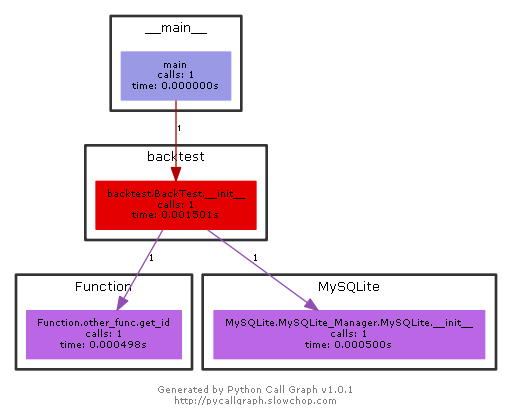 __main__
main
calls: 1
time: 0.000000s
1
backtest
backtest.BackTest.__init__
calls: 1
time: 0.001501s
1
1
Function
Function.other_func.get_id
calls: 1
time: 0.000498s
MySQLite
MySQLite.MySQLite_Manager.MySQLite.__init__
calls: 1
time: 0.000500s
Generated by Python Call Graph v1.0.1
http://pycallgraph.slowchop.com